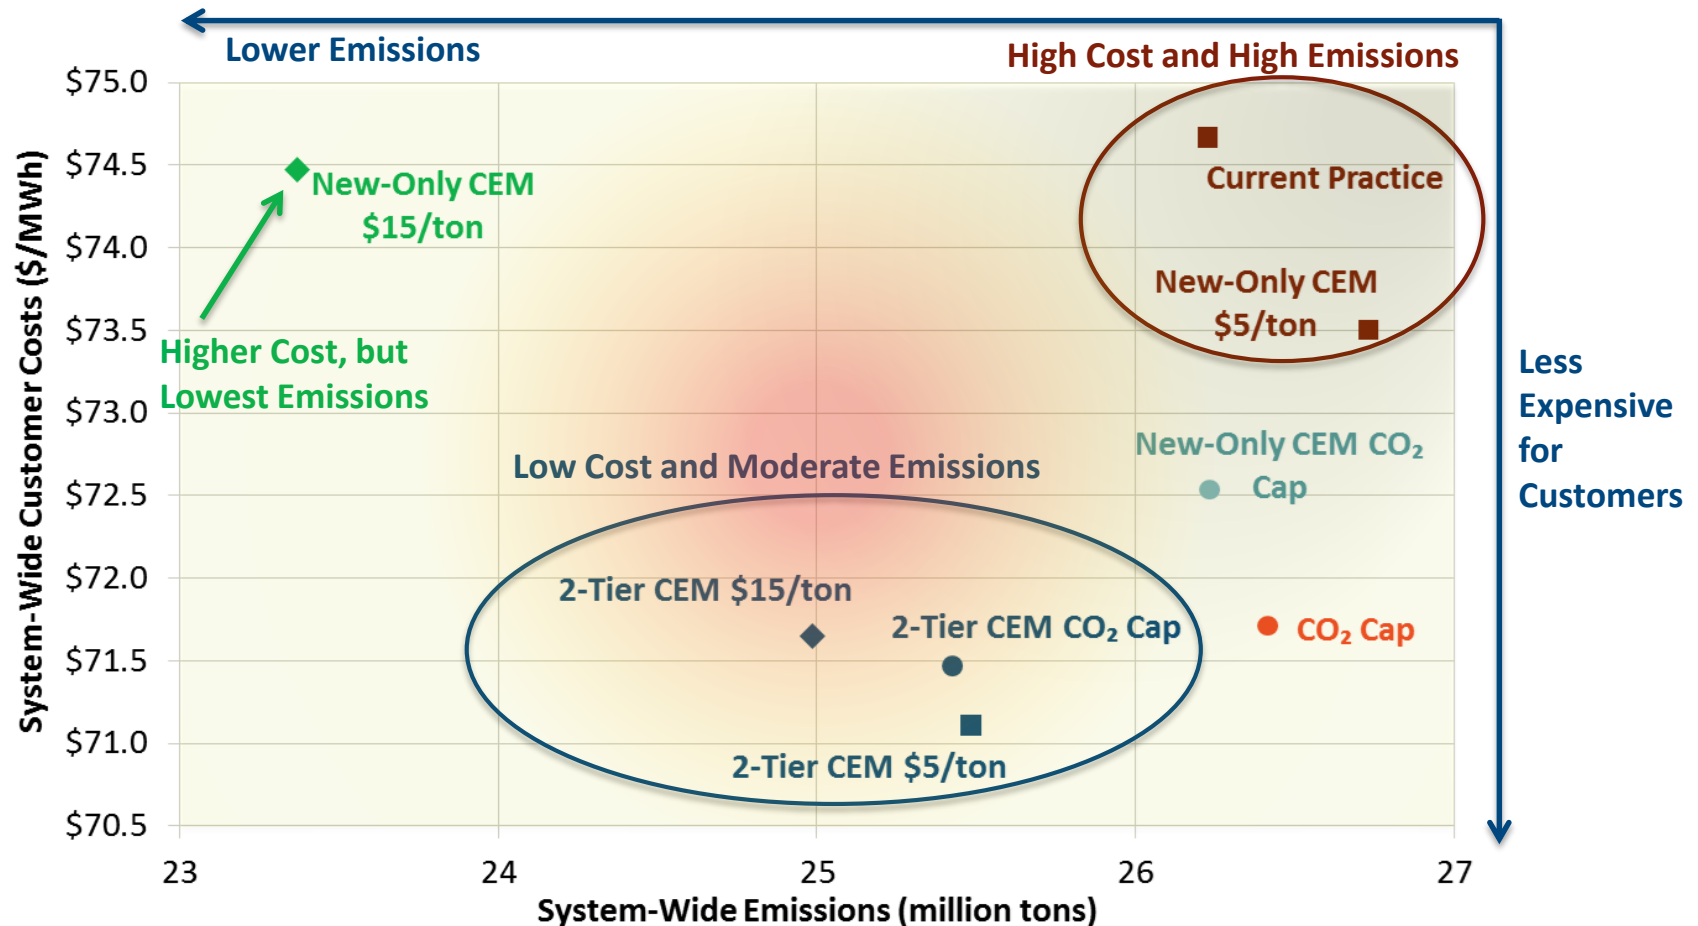 Lower Emissions
High Cost and High Emissions
$75.0
$74.5
$74.0
$73.5
$73.0
$72.5
$72.0
$71.5
$71.0
$70.5
System-Wide Customer Costs ($/MWh)
New-Only CEM
$15/ton
Current Practice
New-Only CEM
$5/ton
Higher Cost, but
Lowest Emissions
Less
Expensive
for
Customers
New-Only CEM CO₂
Cap
Low Cost and Moderate Emissions
2-Tier CEM $15/ton
2-Tier CEM CO₂ Cap
CO₂ Cap
2-Tier CEM $5/ton
23
24
25
26
27
System-Wide Emissions (million tons)